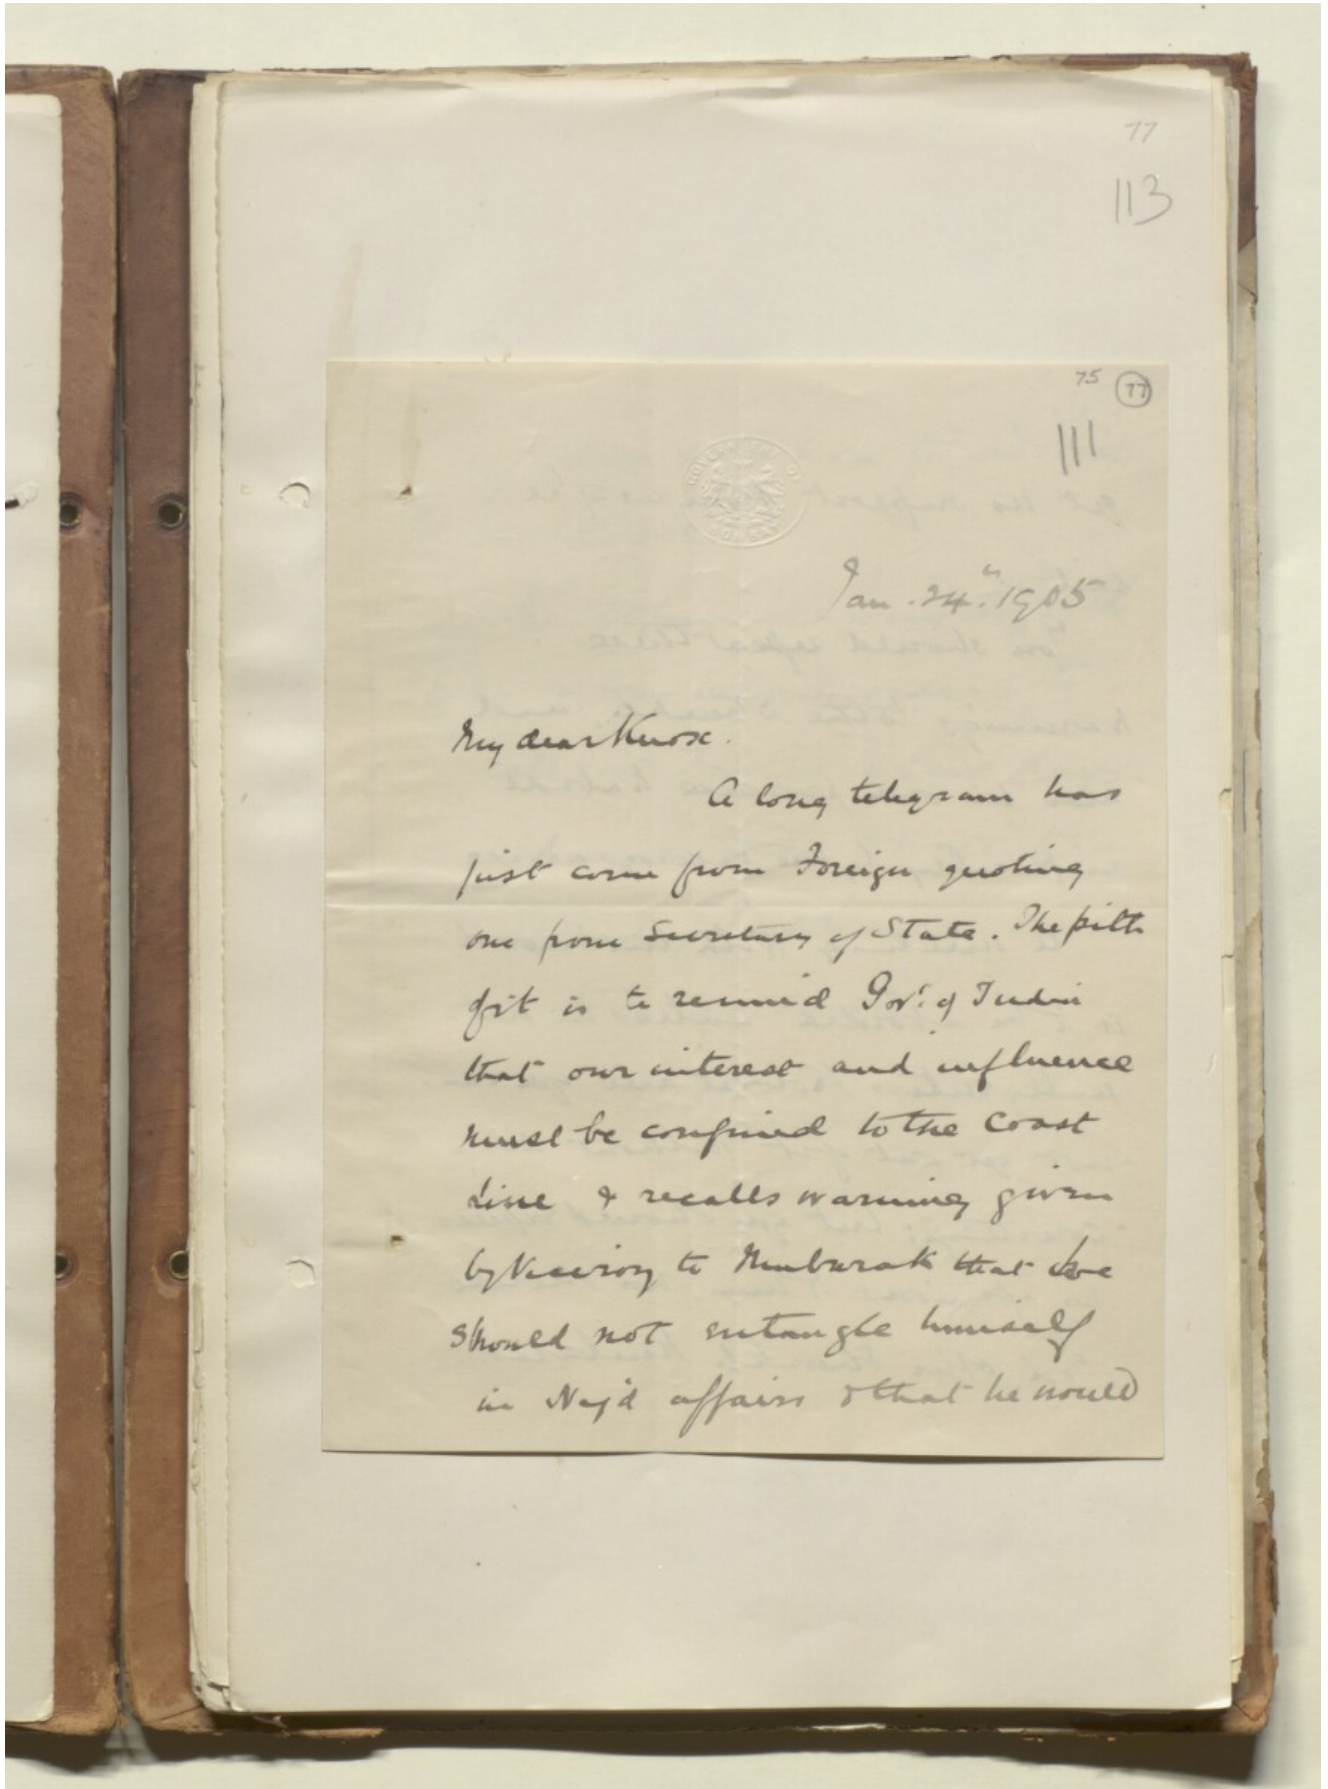 77
113
75 77
111
GOVERNMENT OF
BOMBAY
Jan. 24th. 1905
My dear Knox.
A long telegram has
just come from Foreign quoting
one from Secretary of State. The pith
of it is to remind Govt. of India
that our interest and influence
must be confined to the Coast
Line & recalls warning given
by Viceroy to Mubarak that he
should not entangle himself
in Nejd affairs & that he would